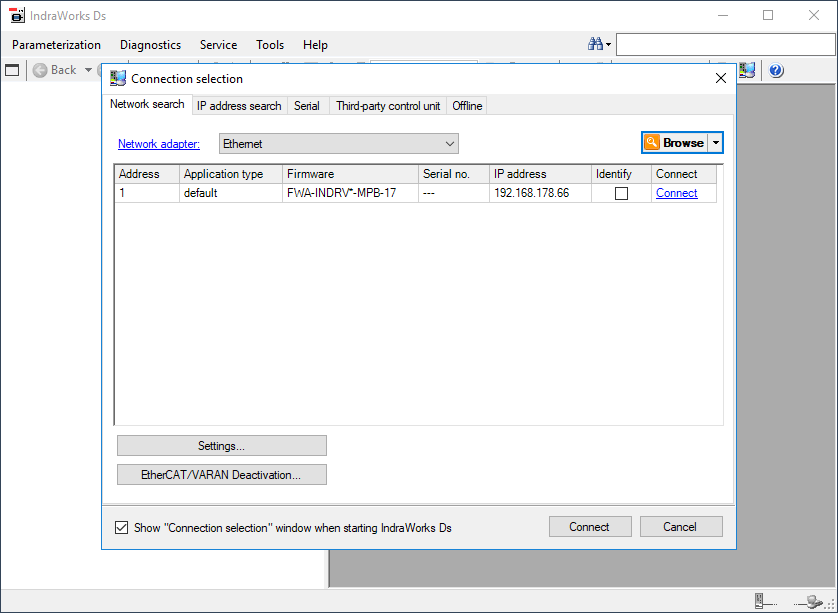 IndraWorks Ds
Parameterization Diagnostics Service Tools Help
Back
Connection selection
Network search IP address search Serial Third-party control unit Offline
Network adapter: Ethernet Browse
Address Application type Firmware Serial no. IP address Identify Connect
1 default FWA-INDRV*-MPB-17 --- 192.168.178.66 Connect
Settings...
EtherCAT/VARAN Deactivation...
Show "Connection selection" window when starting IndraWorks Ds Connect Cancel